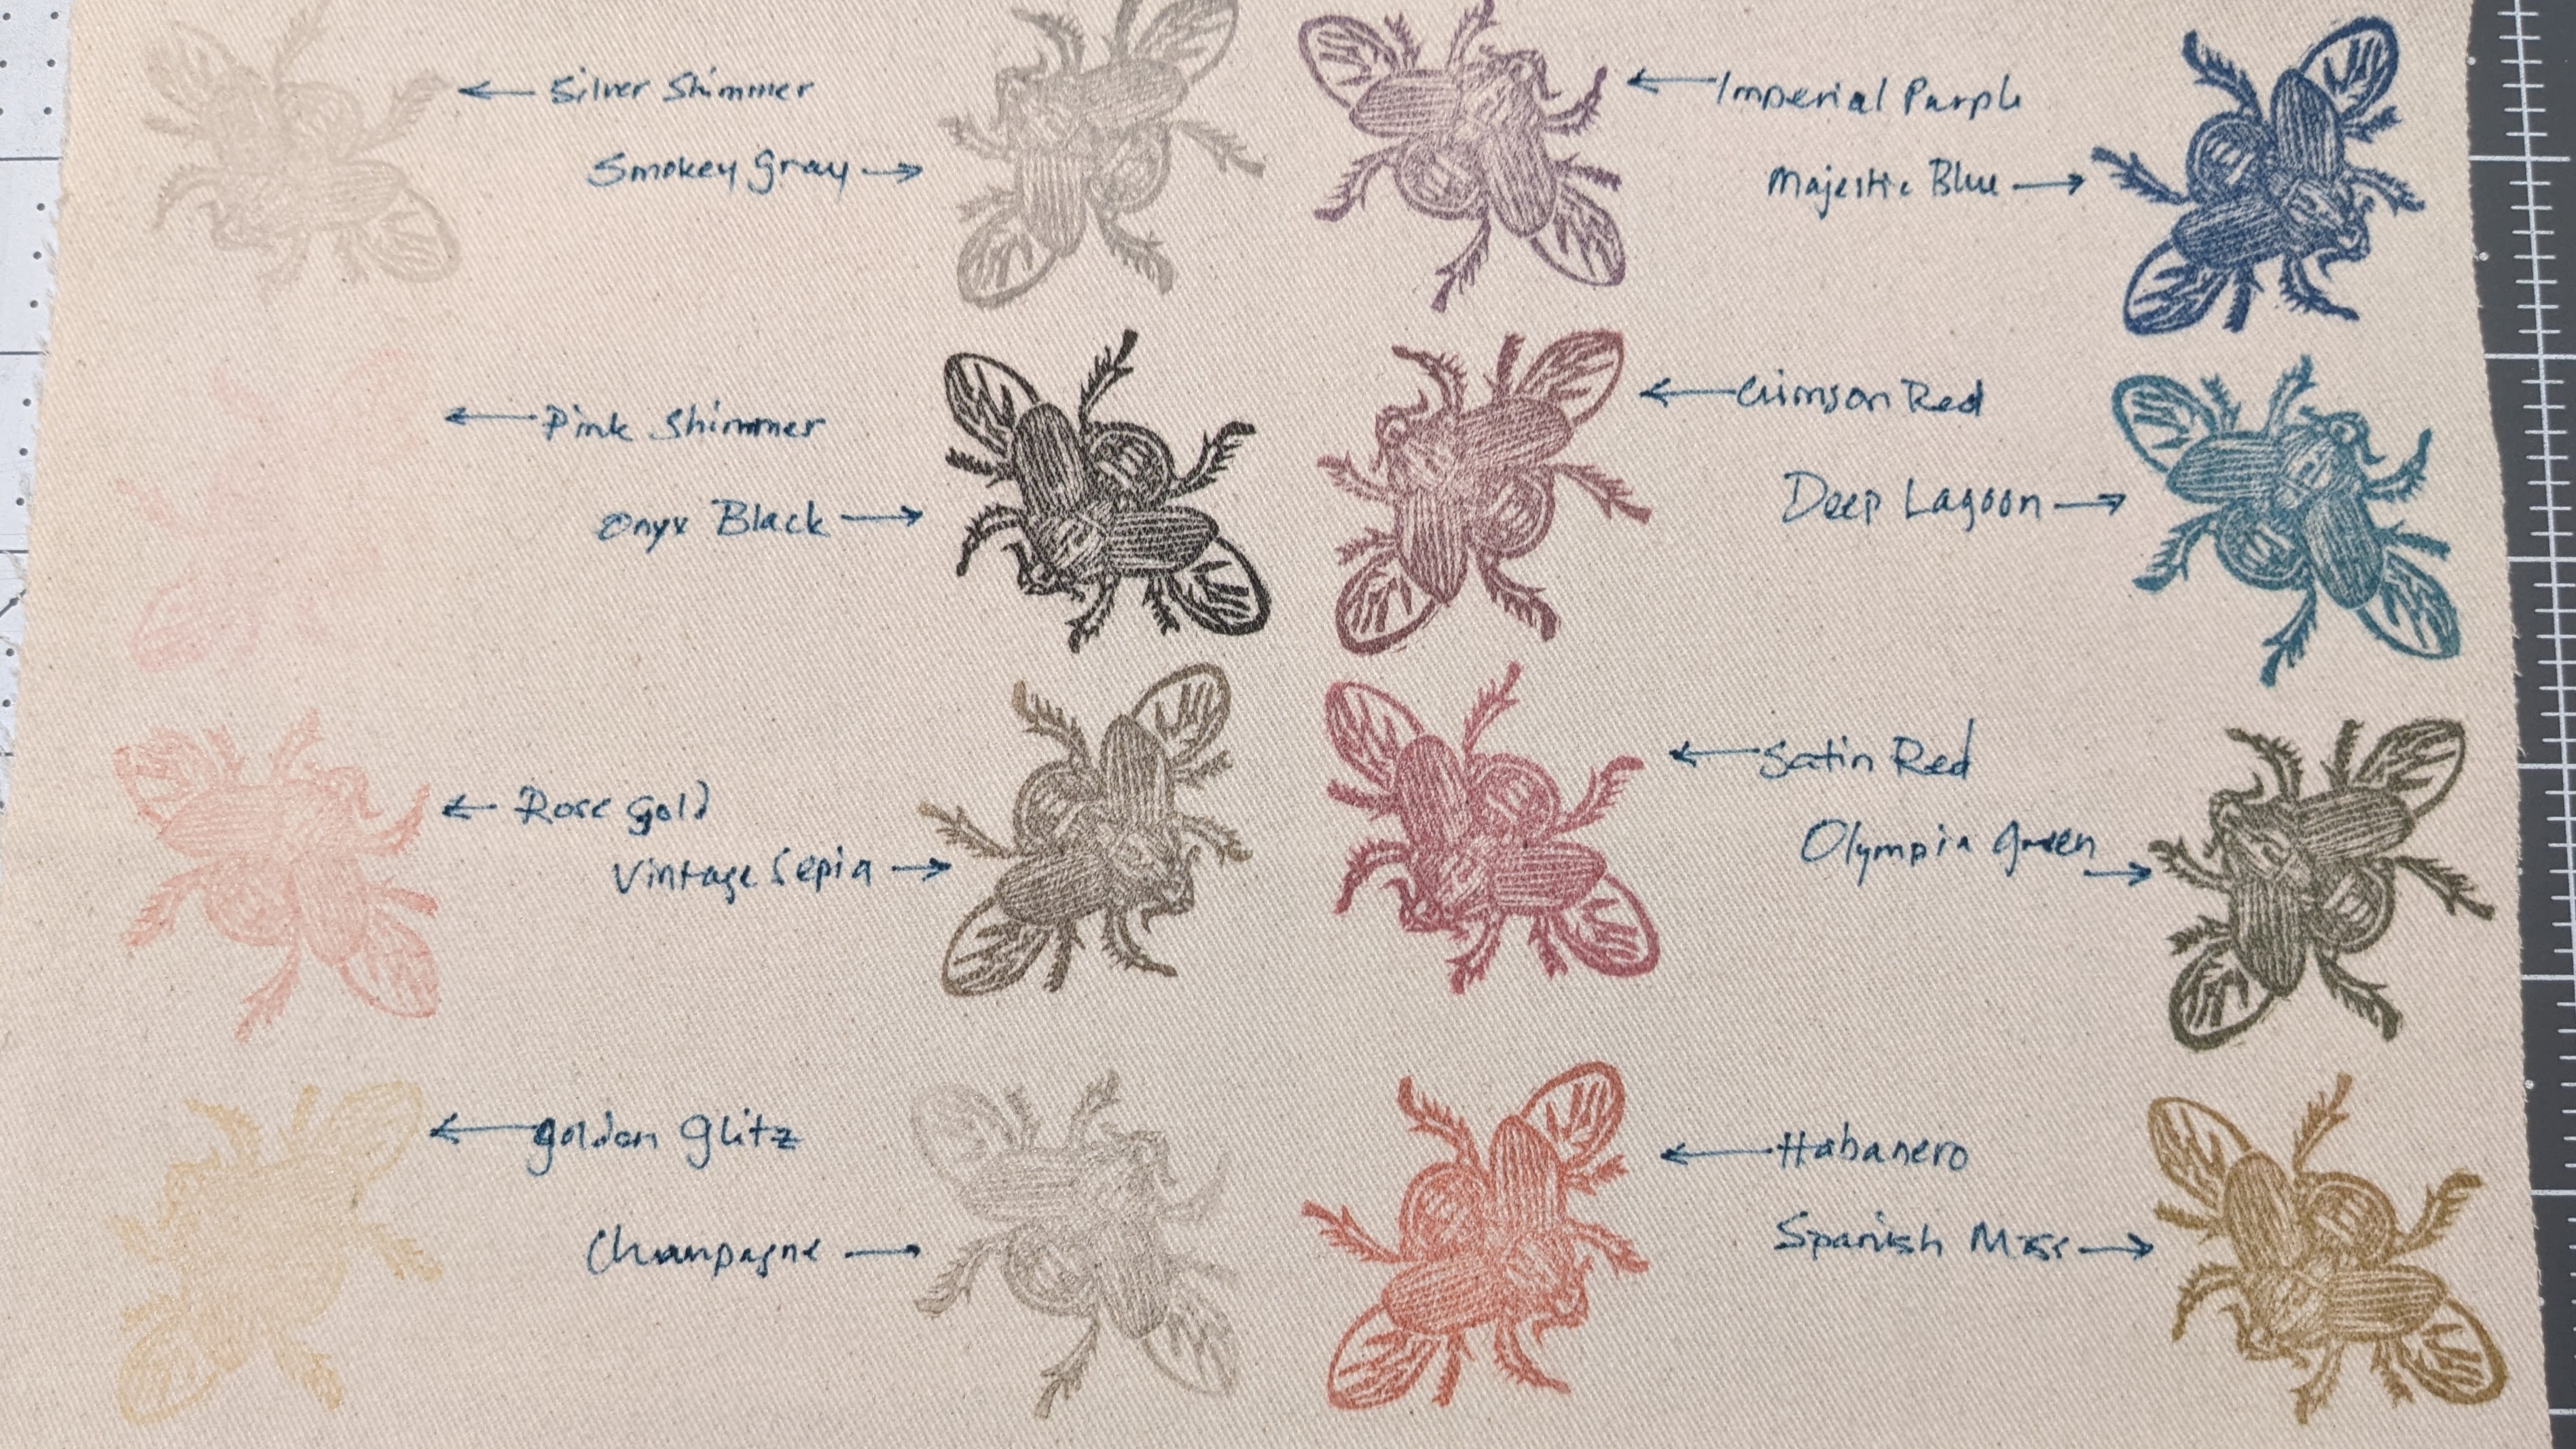 Silver Shimmer
Imperial Purple
Smokey Gray
Majestic Blue
Pink Shimmer
Crimson Red
Onyx Black
Deep Lagoon
Rose Gold
Satin Red
Vintage Sepia
Olympia Green
Golden Glitz
Habanero
Champagne
Spanish Moss